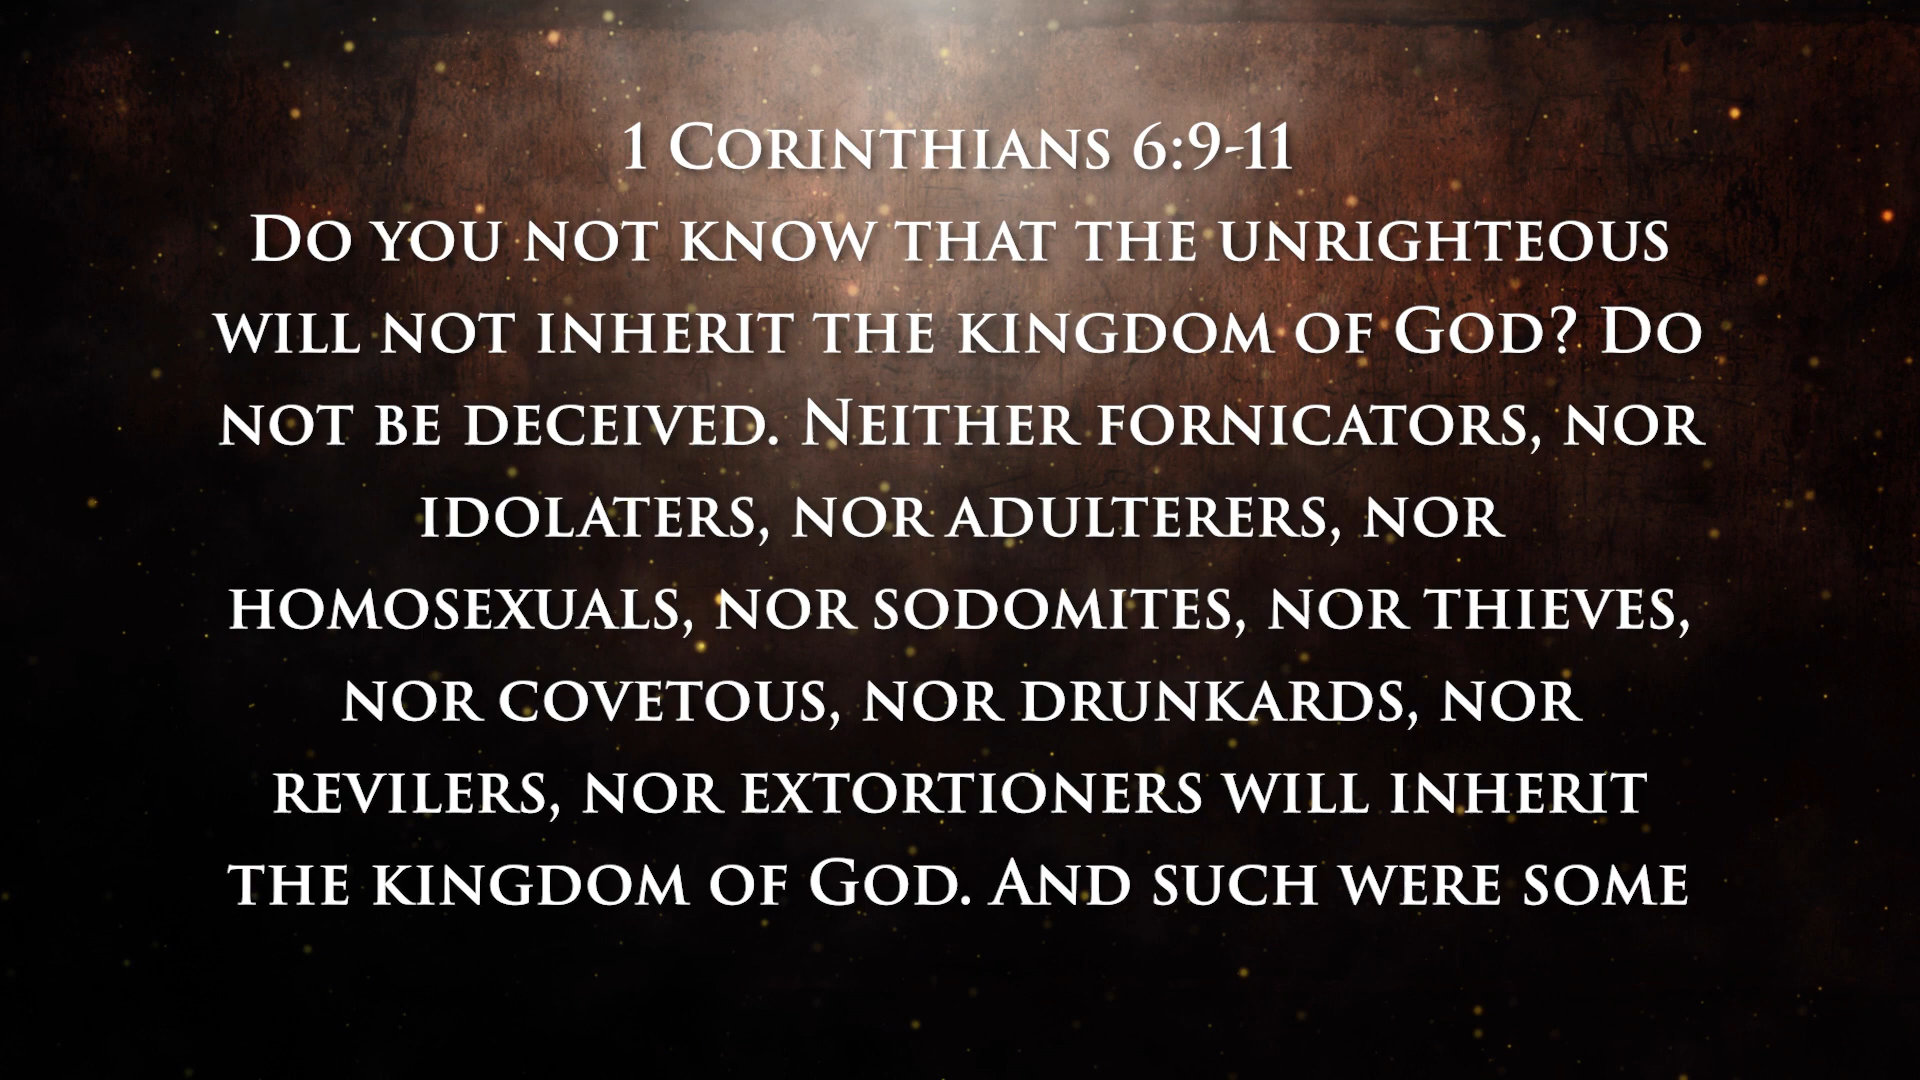 1 Corinthians 6:9-11
Do you not know that the unrighteous
will not inherit the kingdom of God? Do
not be deceived. Neither fornicators, nor
idolaters, nor adulterers, nor
homosexuals, nor sodomites, nor thieves,
nor covetous, nor drunkards, nor
revilers, nor extortioners will inherit
the kingdom of God. And such were some